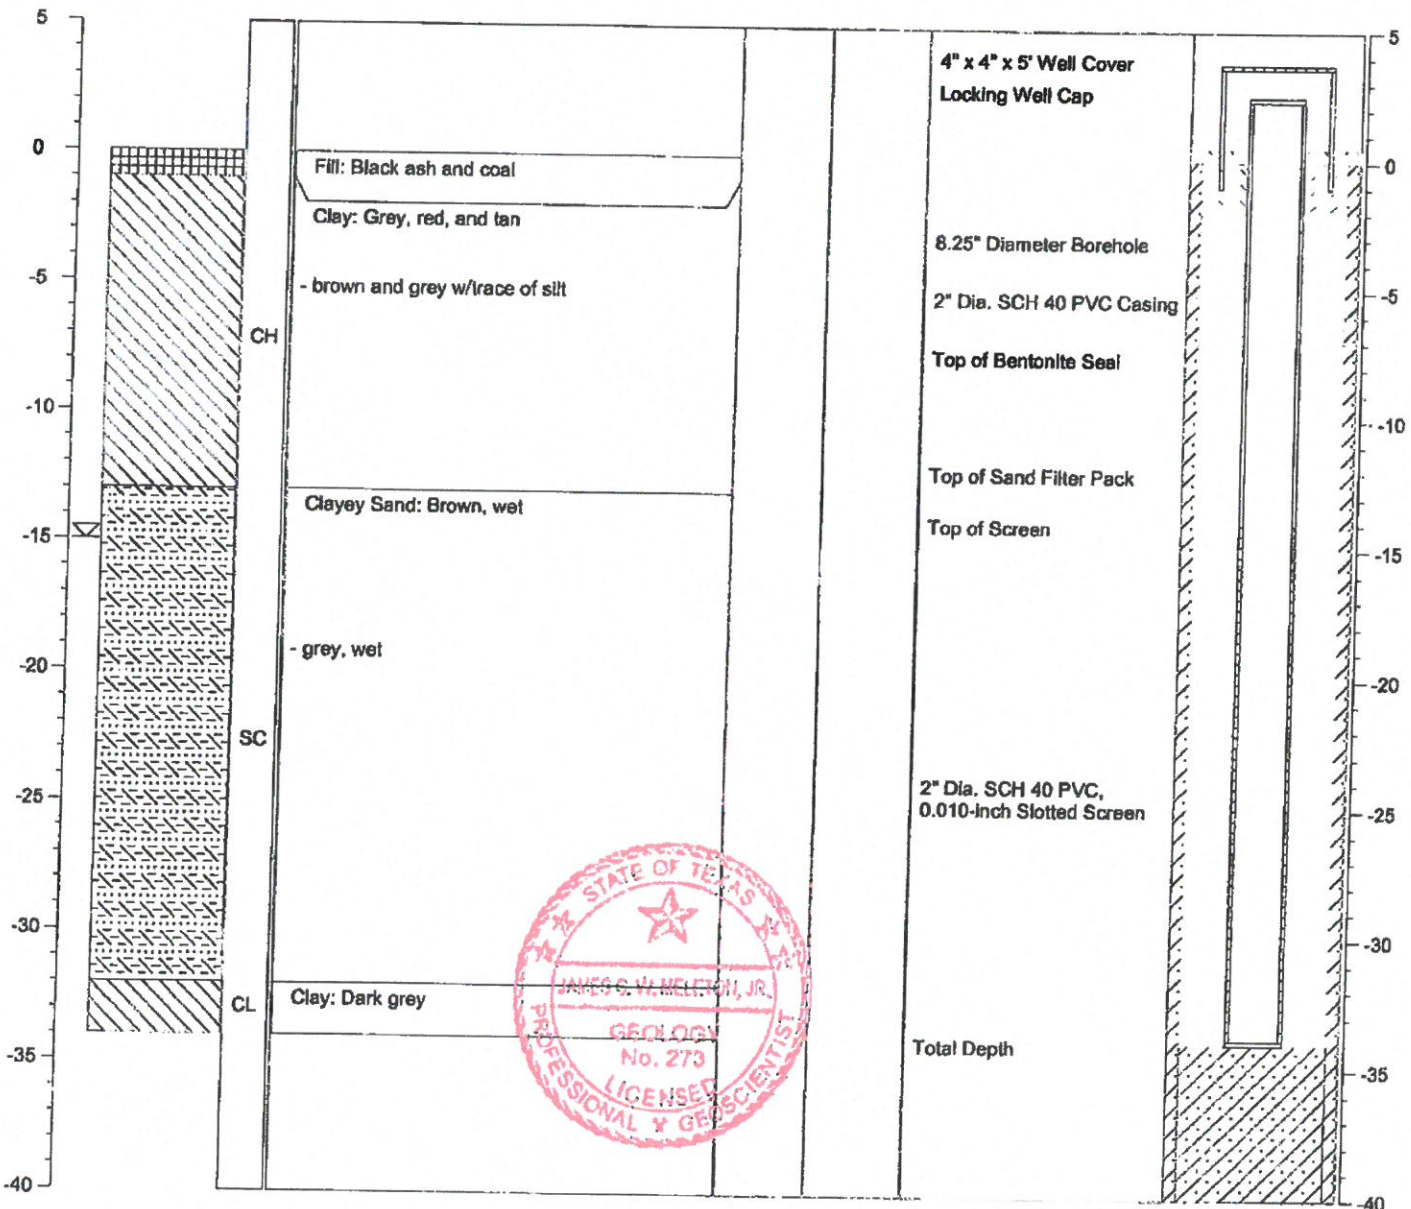 5
0
-5
-10
-15
-20
-25
-30
-35
-40
CH
SC
CL
Fill: Black ash and coal
Clay: Grey, red, and tan
- brown and grey w/trace of silt
Clayey Sand: Brown, wet
- grey, wet
Clay: Dark grey
STATE OF TEXAS
JAMES C. W. MELETON, JR.
GEOLOGY
No. 273
LICENSED
PROFESSIONAL GEOSCIENTIST
4" x 4" x 5' Well Cover
Locking Well Cap
8.25" Diameter Borehole
2" Dia. SCH 40 PVC Casing
Top of Bentonite Seal
Top of Sand Filter Pack
Top of Screen
2" Dia. SCH 40 PVC,
0.010-inch Slotted Screen
Total Depth
5
0
-5
-10
-15
-20
-25
-30
-35
-40